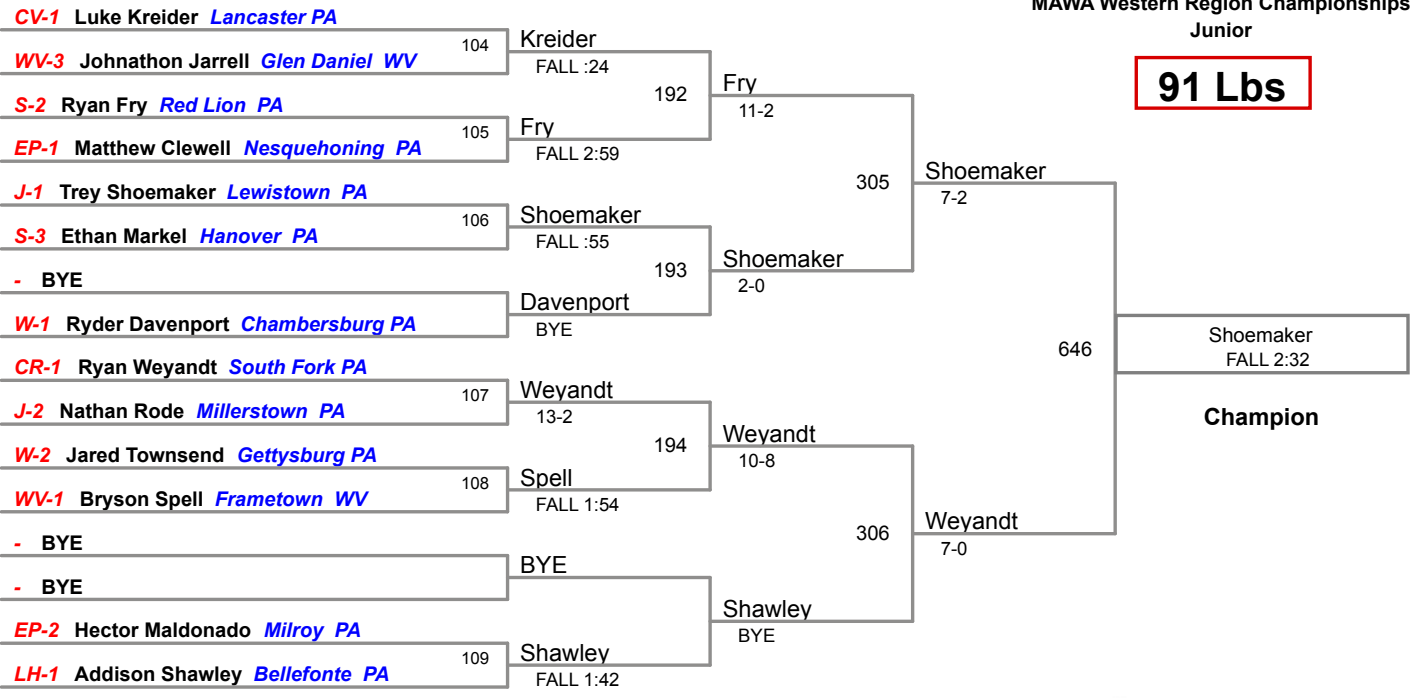 MAWA Western Region Championships
Junior
91 Lbs
CV-1 Luke Kreider Lancaster PA
WV-3 Johnathon Jarrell Glen Daniel WV
S-2 Ryan Fry Red Lion PA
EP-1 Matthew Clewell Nesquehoning PA
J-1 Trey Shoemaker Lewistown PA
S-3 Ethan Markel Hanover PA
- BYE
W-1 Ryder Davenport Chambersburg PA
CR-1 Ryan Weyandt South Fork PA
J-2 Nathan Rode Millerstown PA
W-2 Jared Townsend Gettysburg PA
WV-1 Bryson Spell Frametown WV
- BYE
- BYE
EP-2 Hector Maldonado Milroy PA
LH-1 Addison Shawley Bellefonte PA
104
105
106
107
108
109
Kreider
FALL :24
Fry
FALL 2:59
Shoemaker
FALL :55
Davenport
BYE
Weyandt
13-2
Spell
FALL 1:54
BYE
Shawley
FALL 1:42
192
193
194
Fry
11-2
Shoemaker
2-0
Weyandt
10-8
Shawley
BYE
305
306
Shoemaker
7-2
Weyandt
7-0
646
Shoemaker
FALL 2:32
Champion